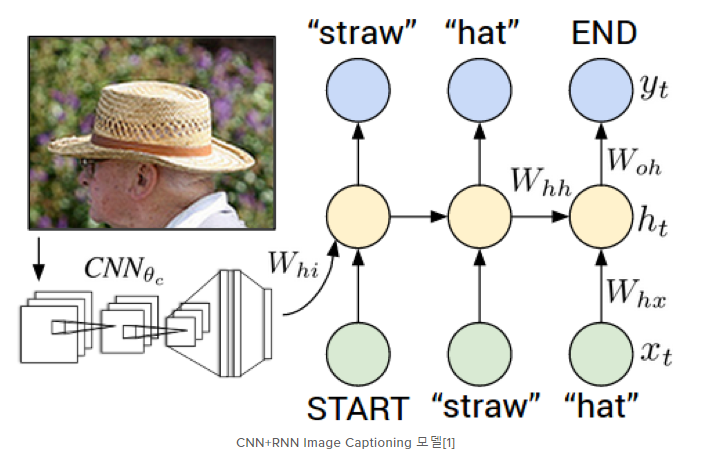 “straw” “hat” END
y_t
W_oh
W_hh
h_t
CNN_θc
W_hi
W_hx
x_t
START “straw” “hat”
CNN+RNN Image Captioning 모델[1]